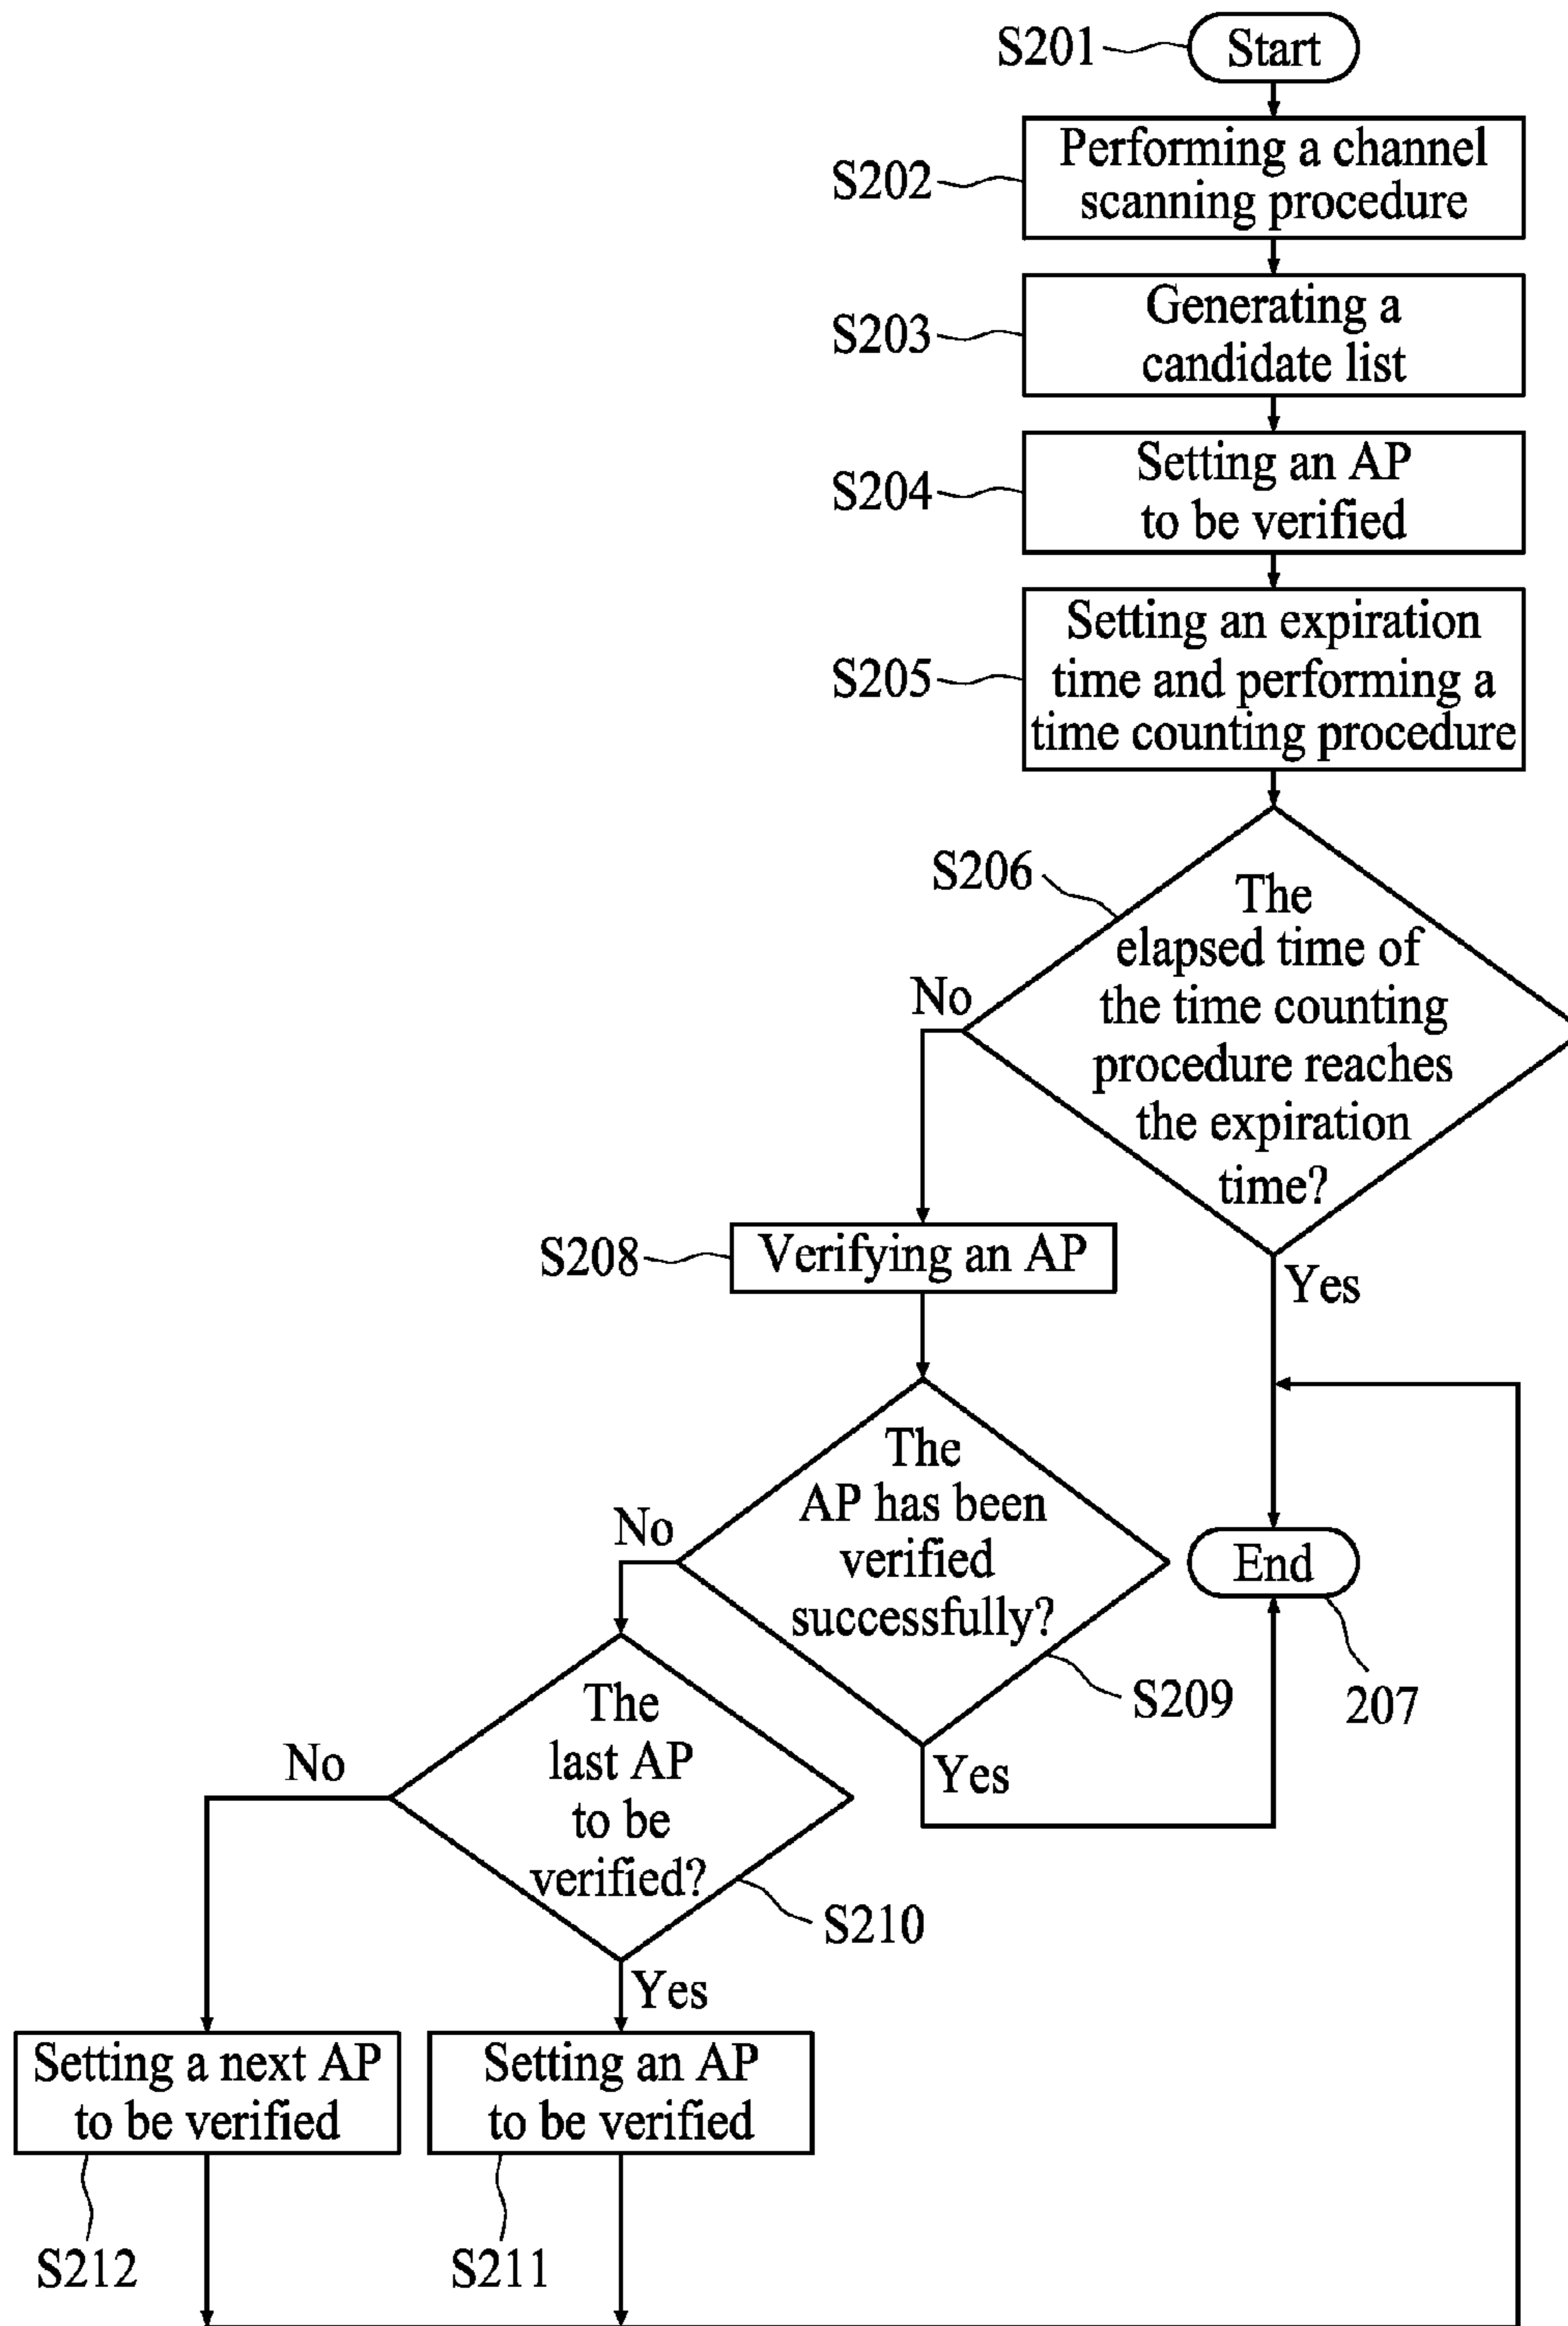 S201
Start
S202
Performing a channel
scanning procedure
S203
Generating a
candidate list
S204
Setting an AP
to be verified
S205
Setting an expiration
time and performing a
time counting procedure
S206
The
elapsed time of
the time counting
procedure reaches
the expiration
time?
No
Yes
S208
Verifying an AP
The
AP has been
verified
successfully?
No
S209
Yes
End
207
The
last AP
to be
verified?
No
S210
Yes
Setting a next AP
to be verified
Setting an AP
to be verified
S212
S211